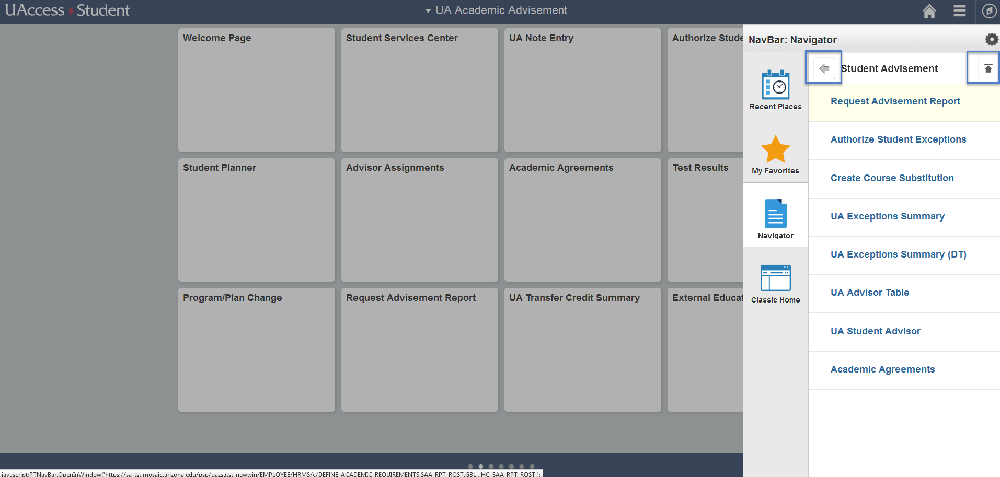 UAccess Student
UA Academic Advisement
Welcome Page
Student Services Center
UA Note Entry
Authorize Stude
Student Planner
Advisor Assignments
Academic Agreements
Test Results
Program/Plan Change
Request Advisement Report
UA Transfer Credit Summary
External Educat
NavBar: Navigator
Recent Places
My Favorites
Navigator
Classic Home
Student Advisement
Request Advisement Report
Authorize Student Exceptions
Create Course Substitution
UA Exceptions Summary
UA Exceptions Summary (DT)
UA Advisor Table
UA Student Advisor
Academic Agreements
javascript:PTNavBar.OpenInWindow('https://sa-tst.mosaic.arizona.edu/psp/uazsatst_newwin/EMPLOYEE/HRMS/c/DEFINE_ACADEMIC_REQUIREMENTS.SAA_RPT_ROST.GBL','HC_SAA_RPT_ROST');